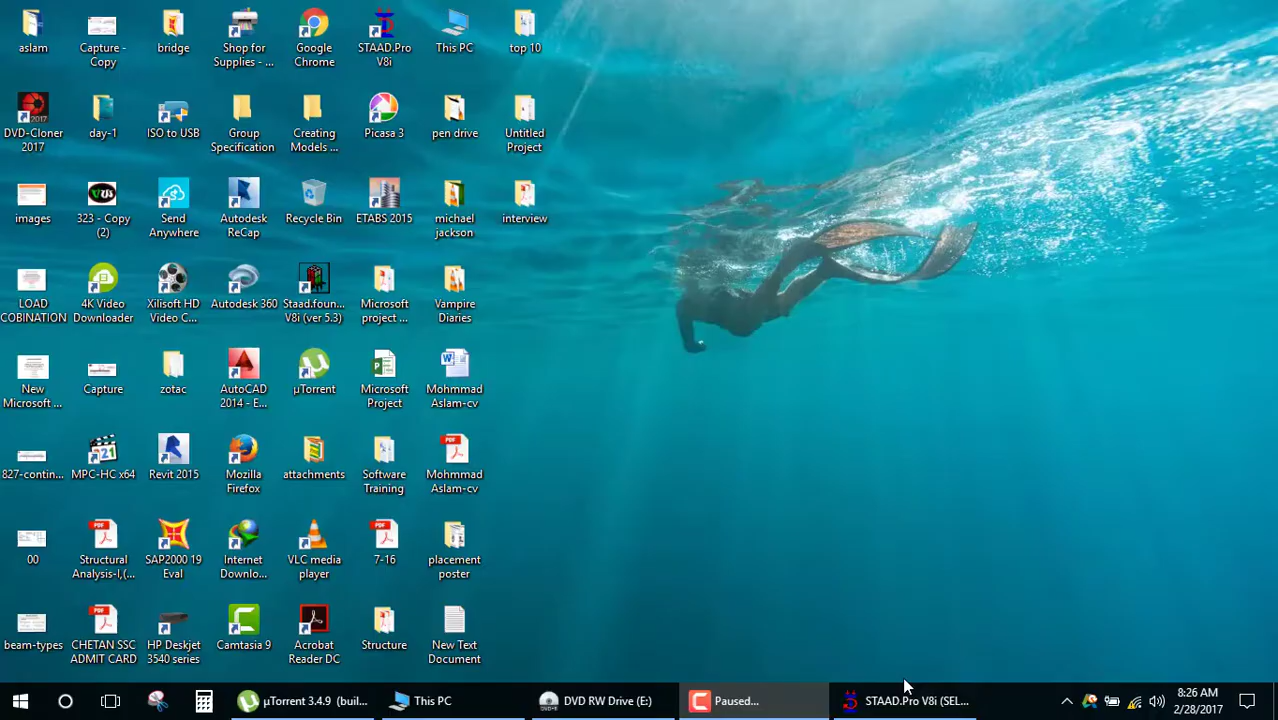 aslam
Capture -
Copy
bridge
Shop for
Supplies - ...
Google
Chrome
STAAD.Pro
V8i
This PC
top 10
DVD-Cloner
2017
2017
day-1
ISO to USB
Group
Specification
Creating
Models ...
Picasa 3
pen drive
Untitled
Project
images
323 - Copy
(2)
Send
Anywhere
Autodesk
ReCap
Recycle Bin
ETABS 2015
michael
jackson
interview
LOAD
COBINATION
4K Video
Downloader
Xilisoft HD
Video C...
Autodesk 360
Staad.foun...
V8i (ver 5.3)
Microsoft
project ...
Vampire
Diaries
New
Microsoft ...
Capture
zotac
AutoCAD
2014 - E...
µTorrent
Microsoft
Project
Mohmmad
Aslam-cv
827-contin...
321
MPC-HC x64
Revit 2015
Mozilla
Firefox
attachments
Software
Training
PDF
Mohmmad
Aslam-cv
00
PDF
Structural
Analysis-I,(...
SAP2000 19
Eval
Internet
Downlo...
VLC media
player
PDF
7-16
placement
poster
beam-types
PDF
CHETAN SSC
ADMIT CARD
HP Deskjet
3540 series
Camtasia 9
Acrobat
Reader DC
Structure
New Text
Document
µTorrent 3.4.9 (buil...
This PC
DVD RW Drive (E:)
Paused...
STAAD.Pro V8i (SEL...
8:26 AM
2/28/2017